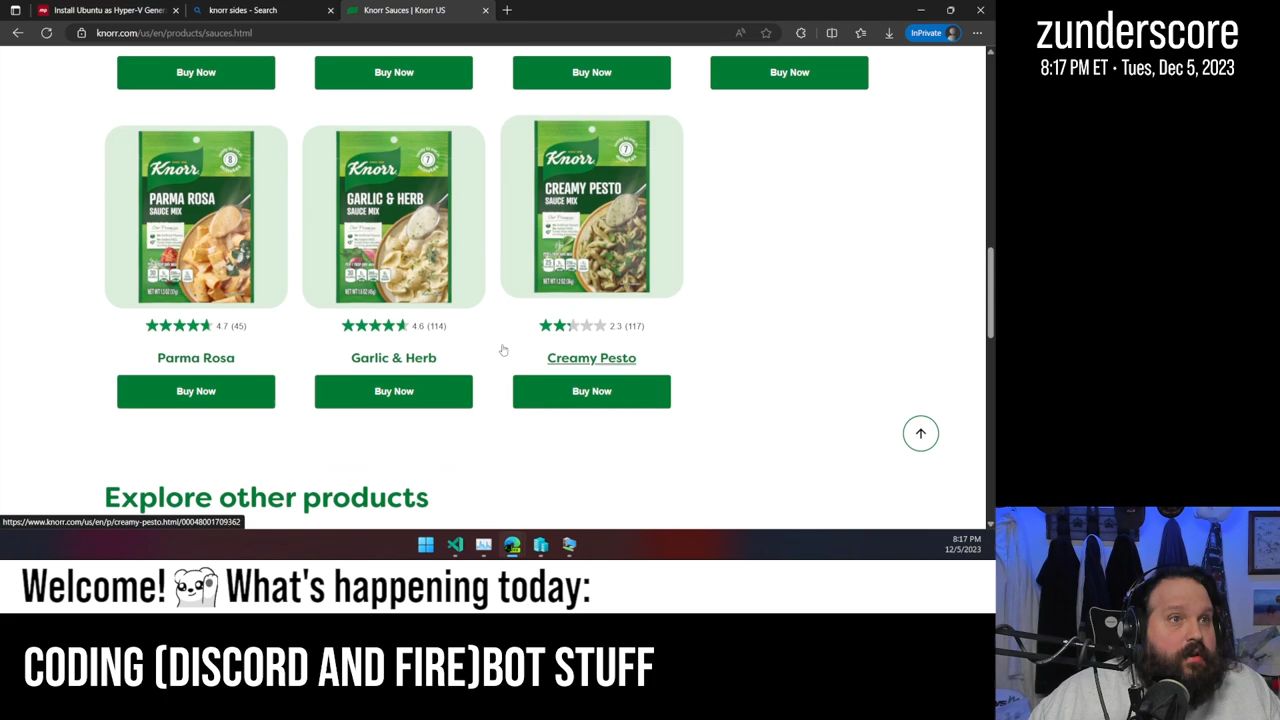 Install Ubuntu as Hyper-V Gener
knorr sides - Search
Knorr Sauces | Knorr US
knorr.com/us/en/products/sauces.html
InPrivate
zunderscore
8:17 PM ET · Tues, Dec 5, 2023
Buy Now
Buy Now
Buy Now
Buy Now
Knorr
8
PARMA ROSA
SAUCE MIX
Knorr
7
GARLIC & HERB
SAUCE MIX
Knorr
7
CREAMY PESTO
SAUCE MIX
4.7 (45)
4.6 (114)
2.3 (117)
Parma Rosa
Garlic & Herb
Creamy Pesto
Buy Now
Buy Now
Buy Now
Explore other products
https://www.knorr.com/us/en/p/creamy-pesto.html/00048001709362
8:17 PM
12/5/2023
Welcome! What's happening today:
CODING (DISCORD AND FIRE)BOT STUFF